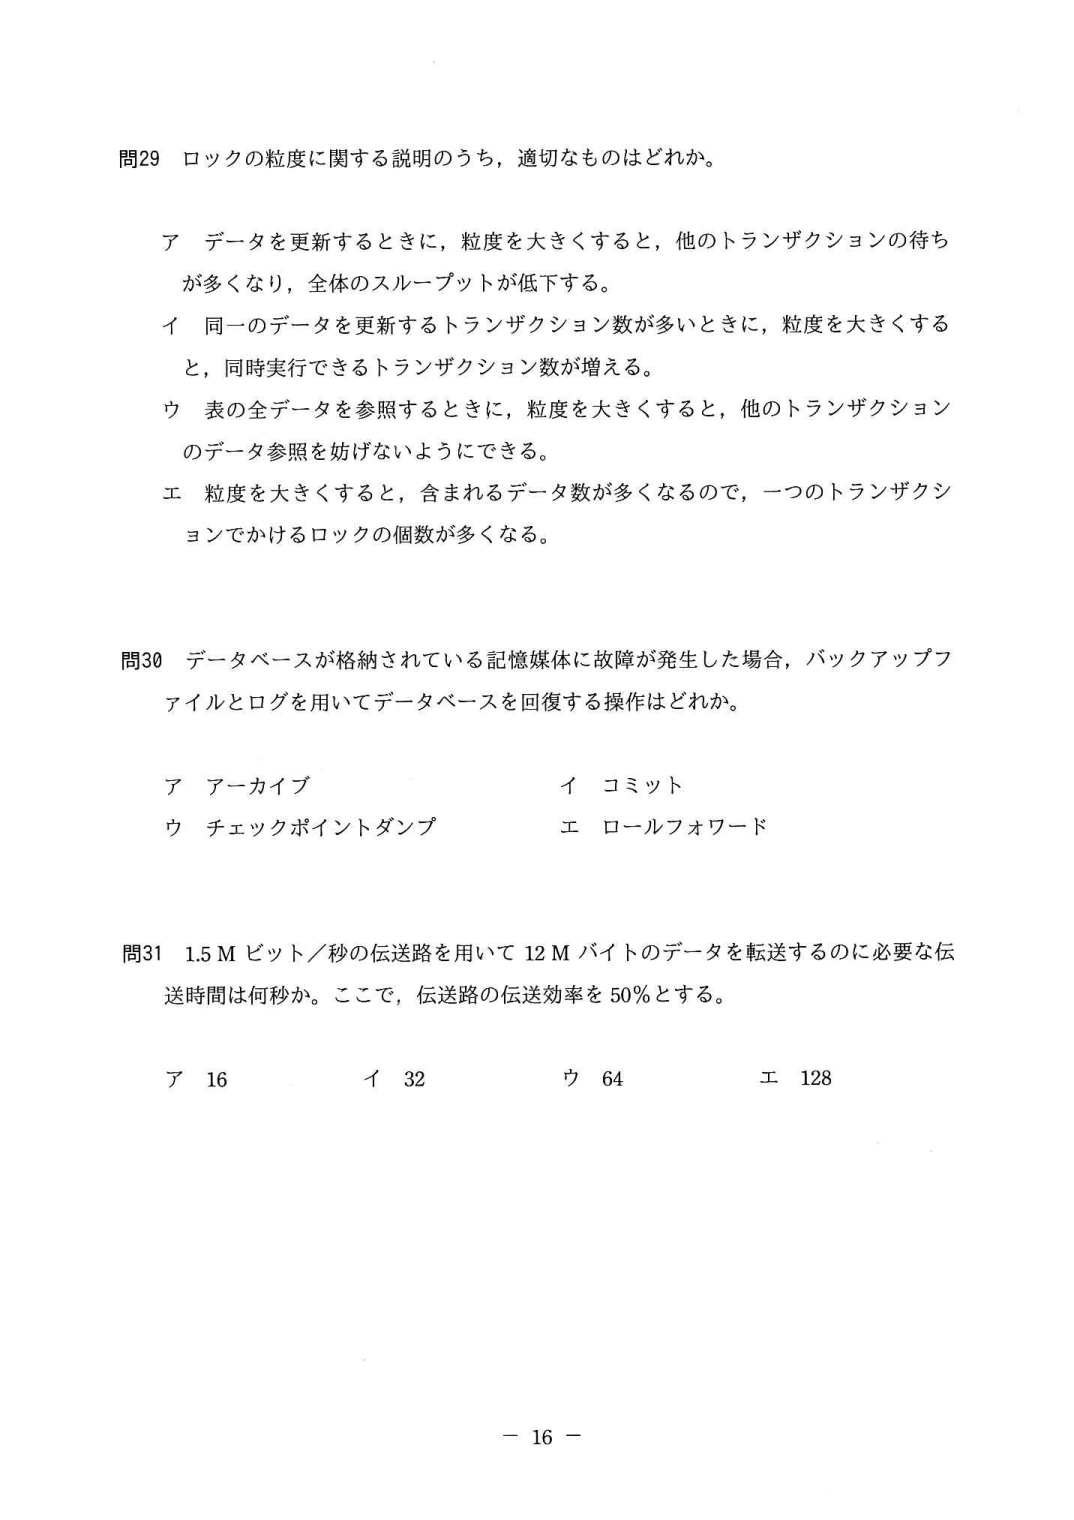 問29　ロックの粒度に関する説明のうち，適切なものはどれか。
ア　データを更新するときに，粒度を大きくすると，他のトランザクションの待ち
が多くなり，全体のスループットが低下する。
イ　同一のデータを更新するトランザクション数が多いときに，粒度を大きくする
と，同時実行できるトランザクション数が増える。
ウ　表の全データを参照するときに，粒度を大きくすると，他のトランザクション
のデータ参照を妨げないようにできる。
エ　粒度を大きくすると，含まれるデータ数が多くなるので，一つのトランザクシ
ョンでかけるロックの個数が多くなる。
問30　データベースが格納されている記憶媒体に故障が発生した場合，バックアップフ
ァイルとログを用いてデータベースを回復する操作はどれか。
ア　アーカイブ　イ　コミット
ウ　チェックポイントダンプ　エ　ロールフォワード
問31　1.5 M ビット／秒の伝送路を用いて 12 M バイトのデータを転送するのに必要な伝
送時間は何秒か。ここで，伝送路の伝送効率を 50％とする。
ア　16　イ　32　ウ　64　エ　128
－ 16 －